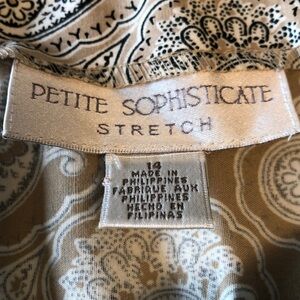 PETITE SOPHISTICATE
STRETCH
14
MADE IN
PHILIPPINES
FABRIQUE AUX
PHILIPPINES
HECHO EN
FILIPINAS